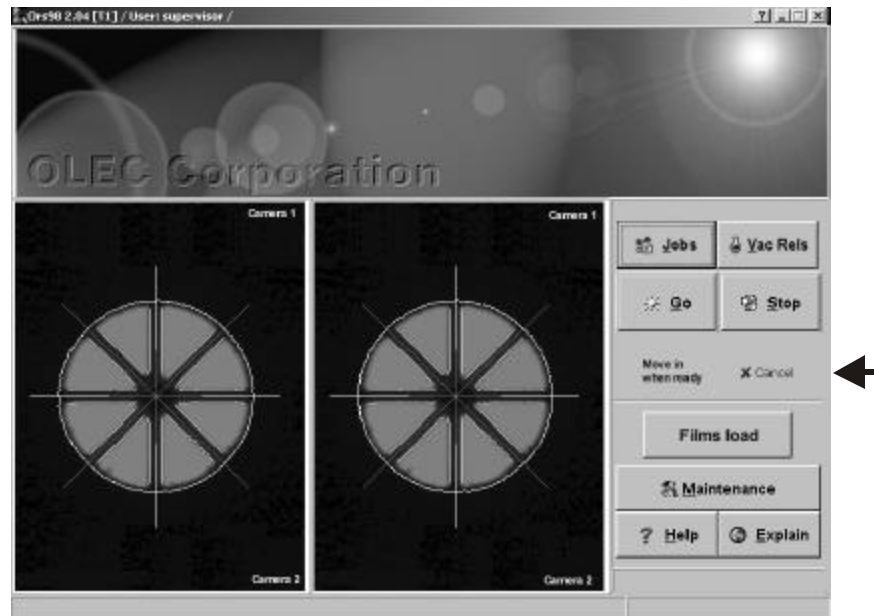 Ors98 2.04 [T1] / User: supervisor /
OLEC Corporation
Camera 1
Camera 1
Jobs
Vac Rels
Go
Stop
Move in
when ready
Cancel
Films load
Maintenance
Help
Explain
Camera 2
Camera 2